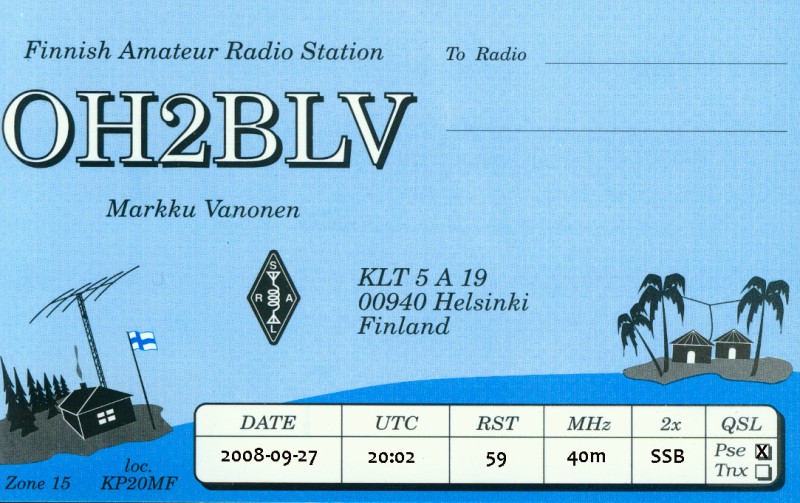 Finnish Amateur Radio Station
To Radio
OH2BLV
Markku Vanonen
S
R A
L
KLT 5 A 19
00940 Helsinki
Finland
DATE UTC RST MHz 2x QSL
2008-09-27 20:02 59 40m SSB Pse X
Tnx
Zone 15
loc.
KP20MF